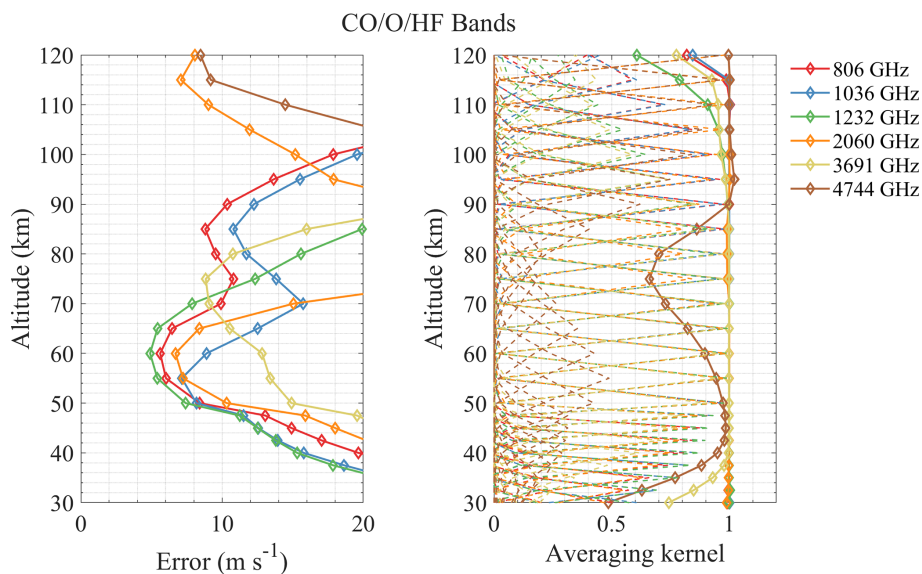 CO/O/HF Bands
120
110
100
90
80
70
60
50
40
30
Altitude (km)
0
10
20
Error (m s⁻¹)
120
110
100
90
80
70
60
50
40
30
Altitude (km)
0
0.5
1
Averaging kernel
806 GHz
1036 GHz
1232 GHz
2060 GHz
3691 GHz
4744 GHz